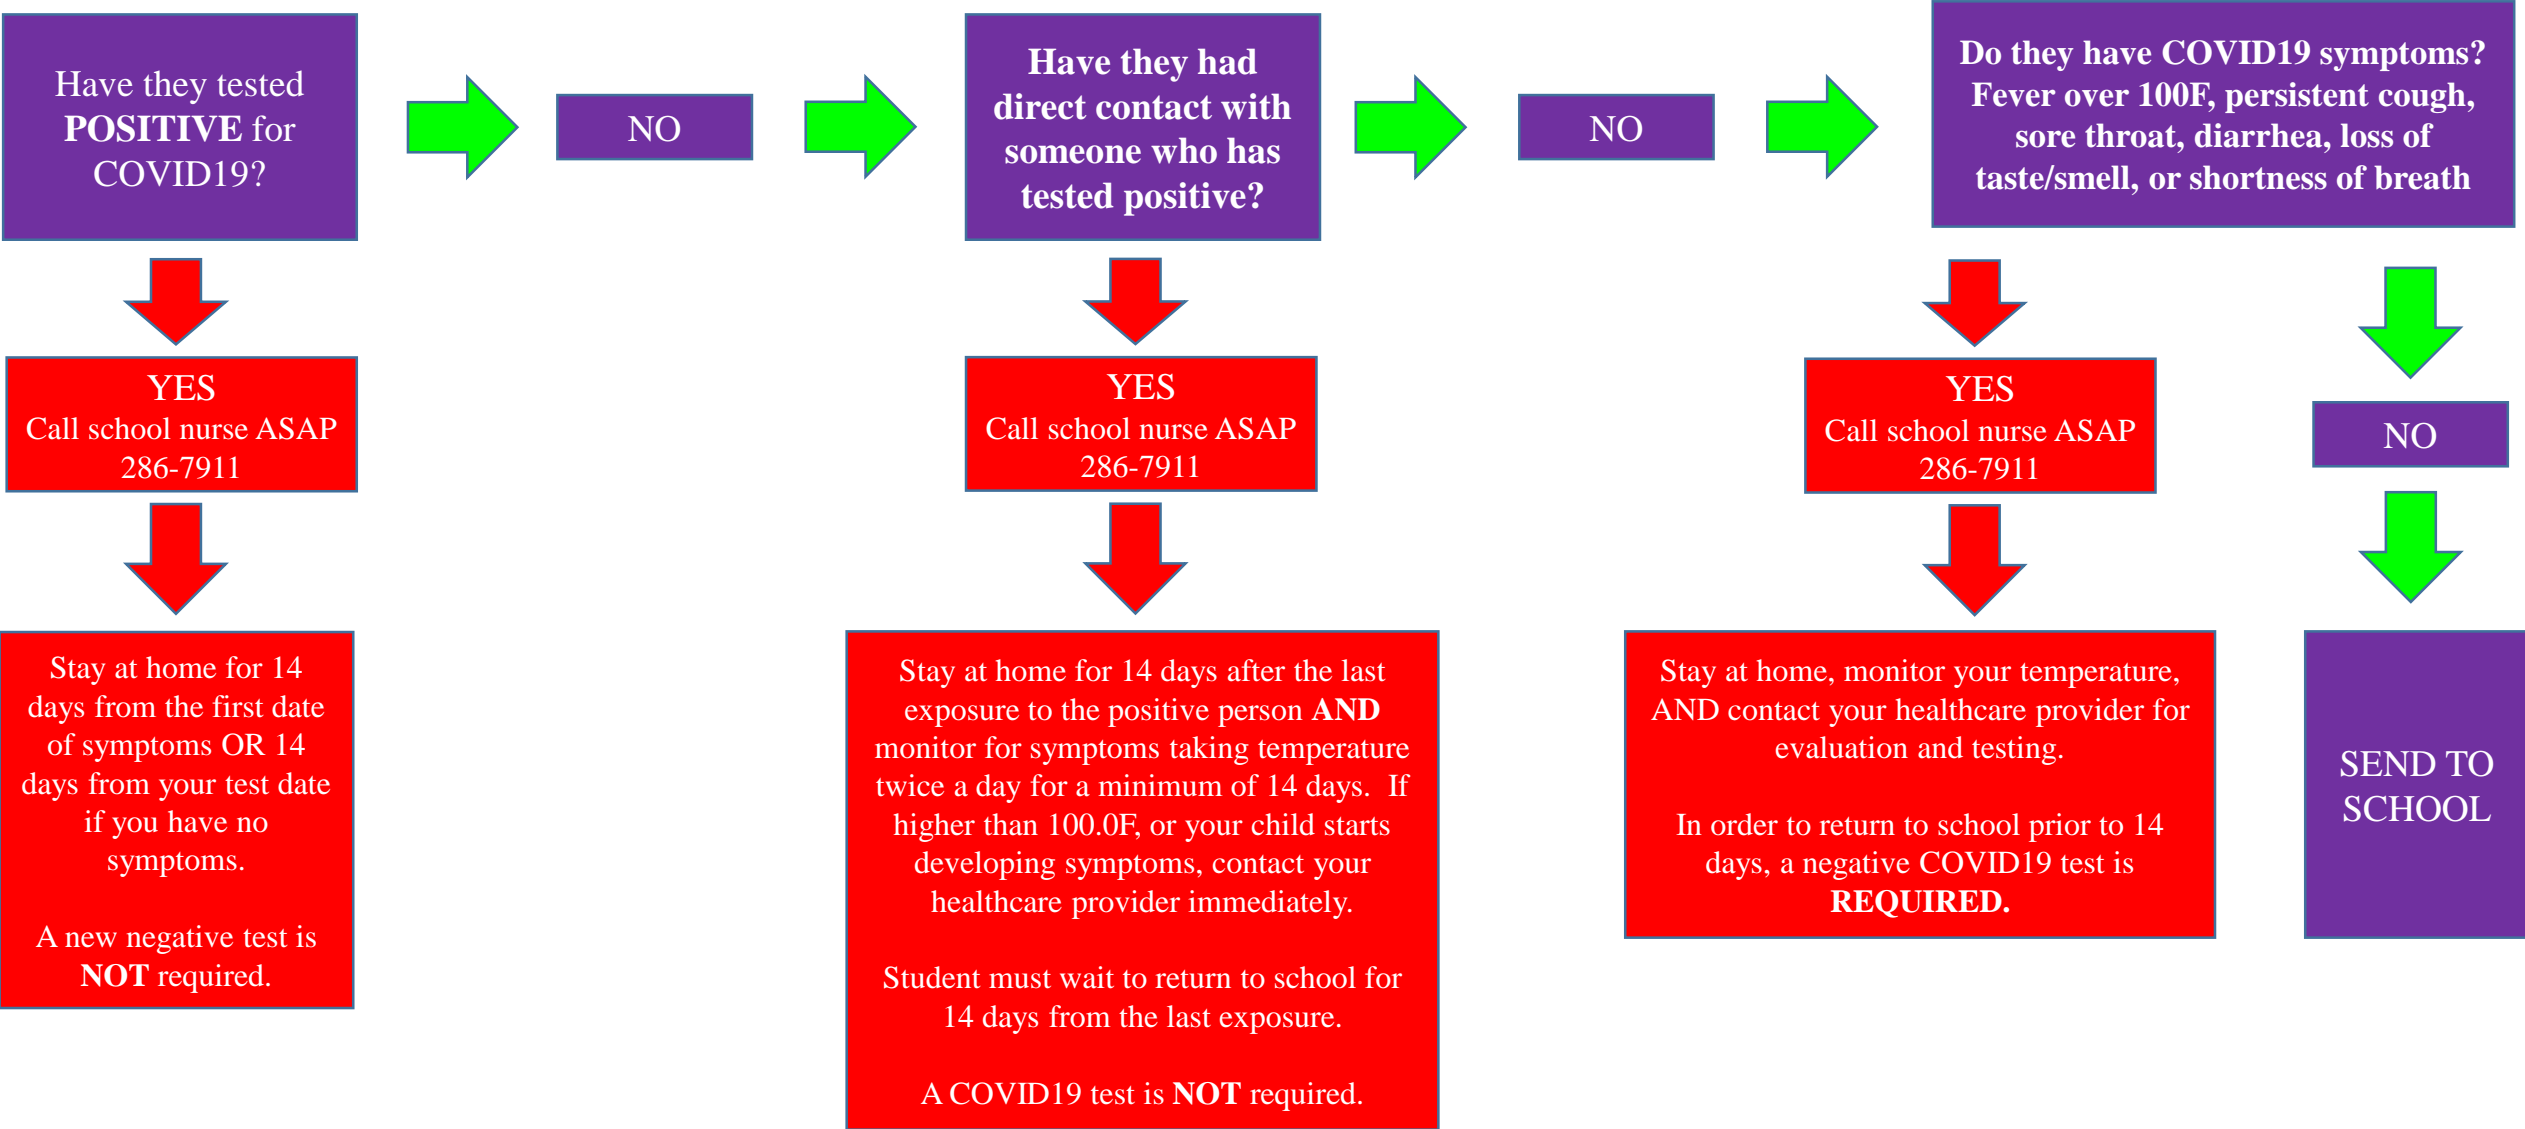 Have they tested
POSITIVE for
COVID19?
NO
Have they had
direct contact with
someone who has
tested positive?
NO
Do they have COVID19 symptoms?
Fever over 100F, persistent cough,
sore throat, diarrhea, loss of
taste/smell, or shortness of breath
YES
Call school nurse ASAP
286-7911
YES
Call school nurse ASAP
286-7911
YES
Call school nurse ASAP
286-7911
NO
Stay at home for 14
days from the first date
of symptoms OR 14
days from your test date
if you have no
symptoms.
A new negative test is
NOT required.
Stay at home for 14 days after the last
exposure to the positive person AND
monitor for symptoms taking temperature
twice a day for a minimum of 14 days. If
higher than 100.0F, or your child starts
developing symptoms, contact your
healthcare provider immediately.
Student must wait to return to school for
14 days from the last exposure.
A COVID19 test is NOT required.
Stay at home, monitor your temperature,
AND contact your healthcare provider for
evaluation and testing.
In order to return to school prior to 14
days, a negative COVID19 test is
REQUIRED.
SEND TO
SCHOOL